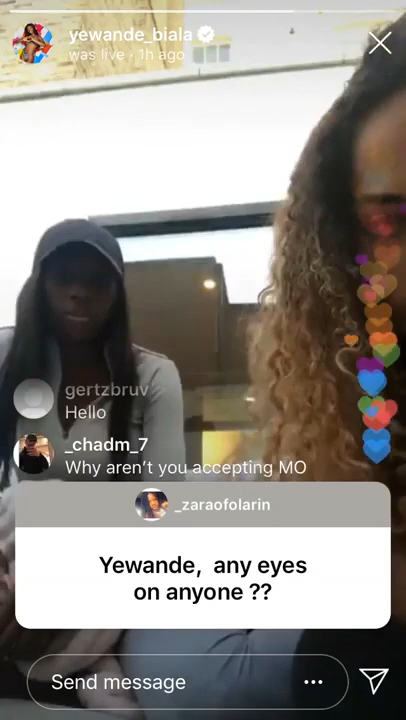 yewande_biala
was live · 1h ago
gertzbruv
Hello
_chadm_7
Why aren’t you accepting MO
_zaraofolarin
Yewande,  any eyes
on anyone ??
Send message